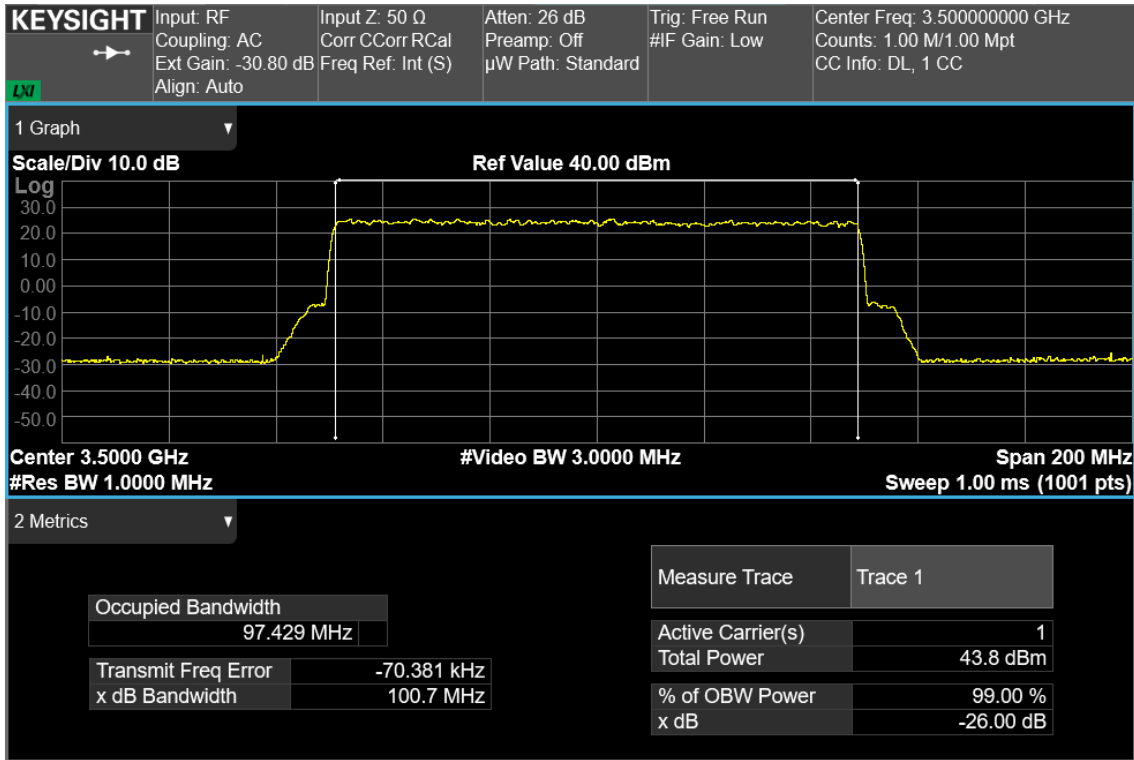 KEYSIGHT
LXI
Input: RF
Coupling: AC
Ext Gain: -30.80 dB
Align: Auto
Input Z: 50 Ω
Corr CCorr RCal
Freq Ref: Int (S)
Atten: 26 dB
Preamp: Off
µW Path: Standard
Trig: Free Run
#IF Gain: Low
Center Freq: 3.500000000 GHz
Counts: 1.00 M/1.00 Mpt
CC Info: DL, 1 CC
1 Graph
Scale/Div 10.0 dB
Ref Value 40.00 dBm
Log
30.0
20.0
10.0
0.00
-10.0
-20.0
-30.0
-40.0
-50.0
Center 3.5000 GHz
#Video BW 3.0000 MHz
Span 200 MHz
#Res BW 1.0000 MHz
Sweep 1.00 ms (1001 pts)
2 Metrics
Measure Trace Trace 1
Occupied Bandwidth
97.429 MHz
Active Carrier(s) 1
Total Power 43.8 dBm
Transmit Freq Error -70.381 kHz
x dB Bandwidth 100.7 MHz
% of OBW Power 99.00 %
x dB -26.00 dB